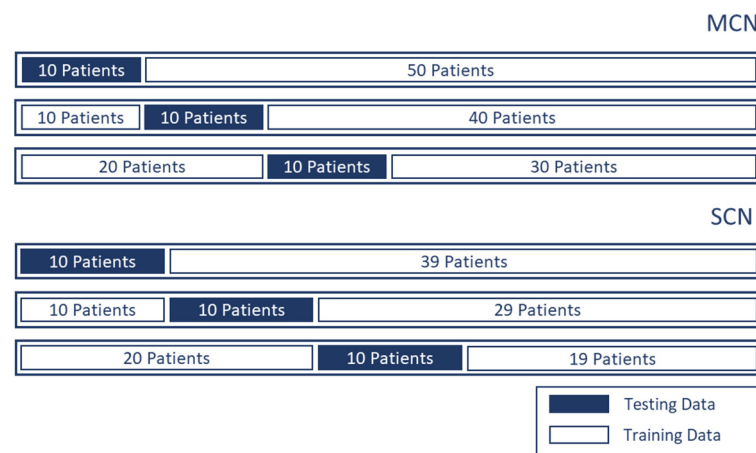 MCN
10 Patients 50 Patients
10 Patients 10 Patients 40 Patients
20 Patients 10 Patients 30 Patients
SCN
10 Patients 39 Patients
10 Patients 10 Patients 29 Patients
20 Patients 10 Patients 19 Patients
Testing Data
Training Data